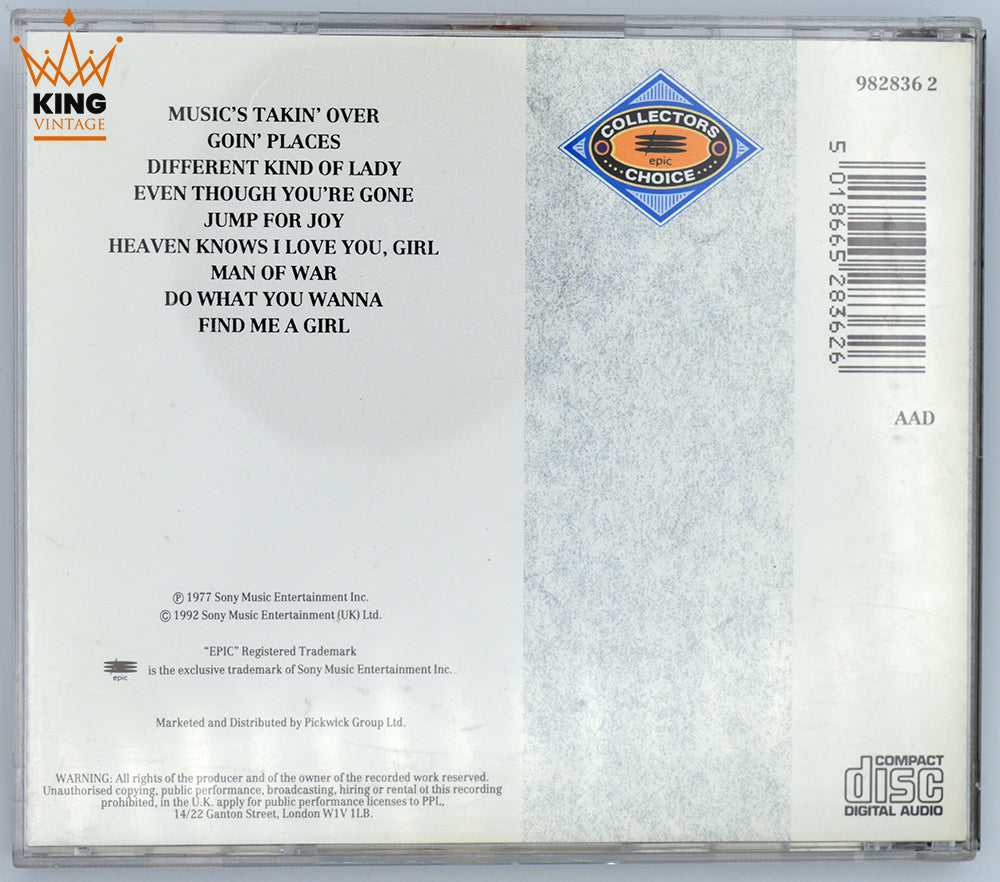 KING
VINTAGE
MUSIC'S TAKIN' OVER
GOIN' PLACES
DIFFERENT KIND OF LADY
EVEN THOUGH YOU'RE GONE
JUMP FOR JOY
HEAVEN KNOWS I LOVE YOU, GIRL
MAN OF WAR
DO WHAT YOU WANNA
FIND ME A GIRL
COLLECTORS
epic
CHOICE
982836 2
5 018665 283626
AAD
℗ 1977 Sony Music Entertainment Inc.
© 1992 Sony Music Entertainment (UK) Ltd.
"EPIC" Registered Trademark
epic
is the exclusive trademark of Sony Music Entertainment Inc.
Marketed and Distributed by Pickwick Group Ltd.
WARNING: All rights of the producer and of the owner of the recorded work reserved.
Unauthorised copying, public performance, broadcasting, hiring or rental of this recording
prohibited, in the U.K. apply for public performance licenses to PPL,
14/22 Ganton Street, London W1V 1LB.
COMPACT
disc
DIGITAL AUDIO